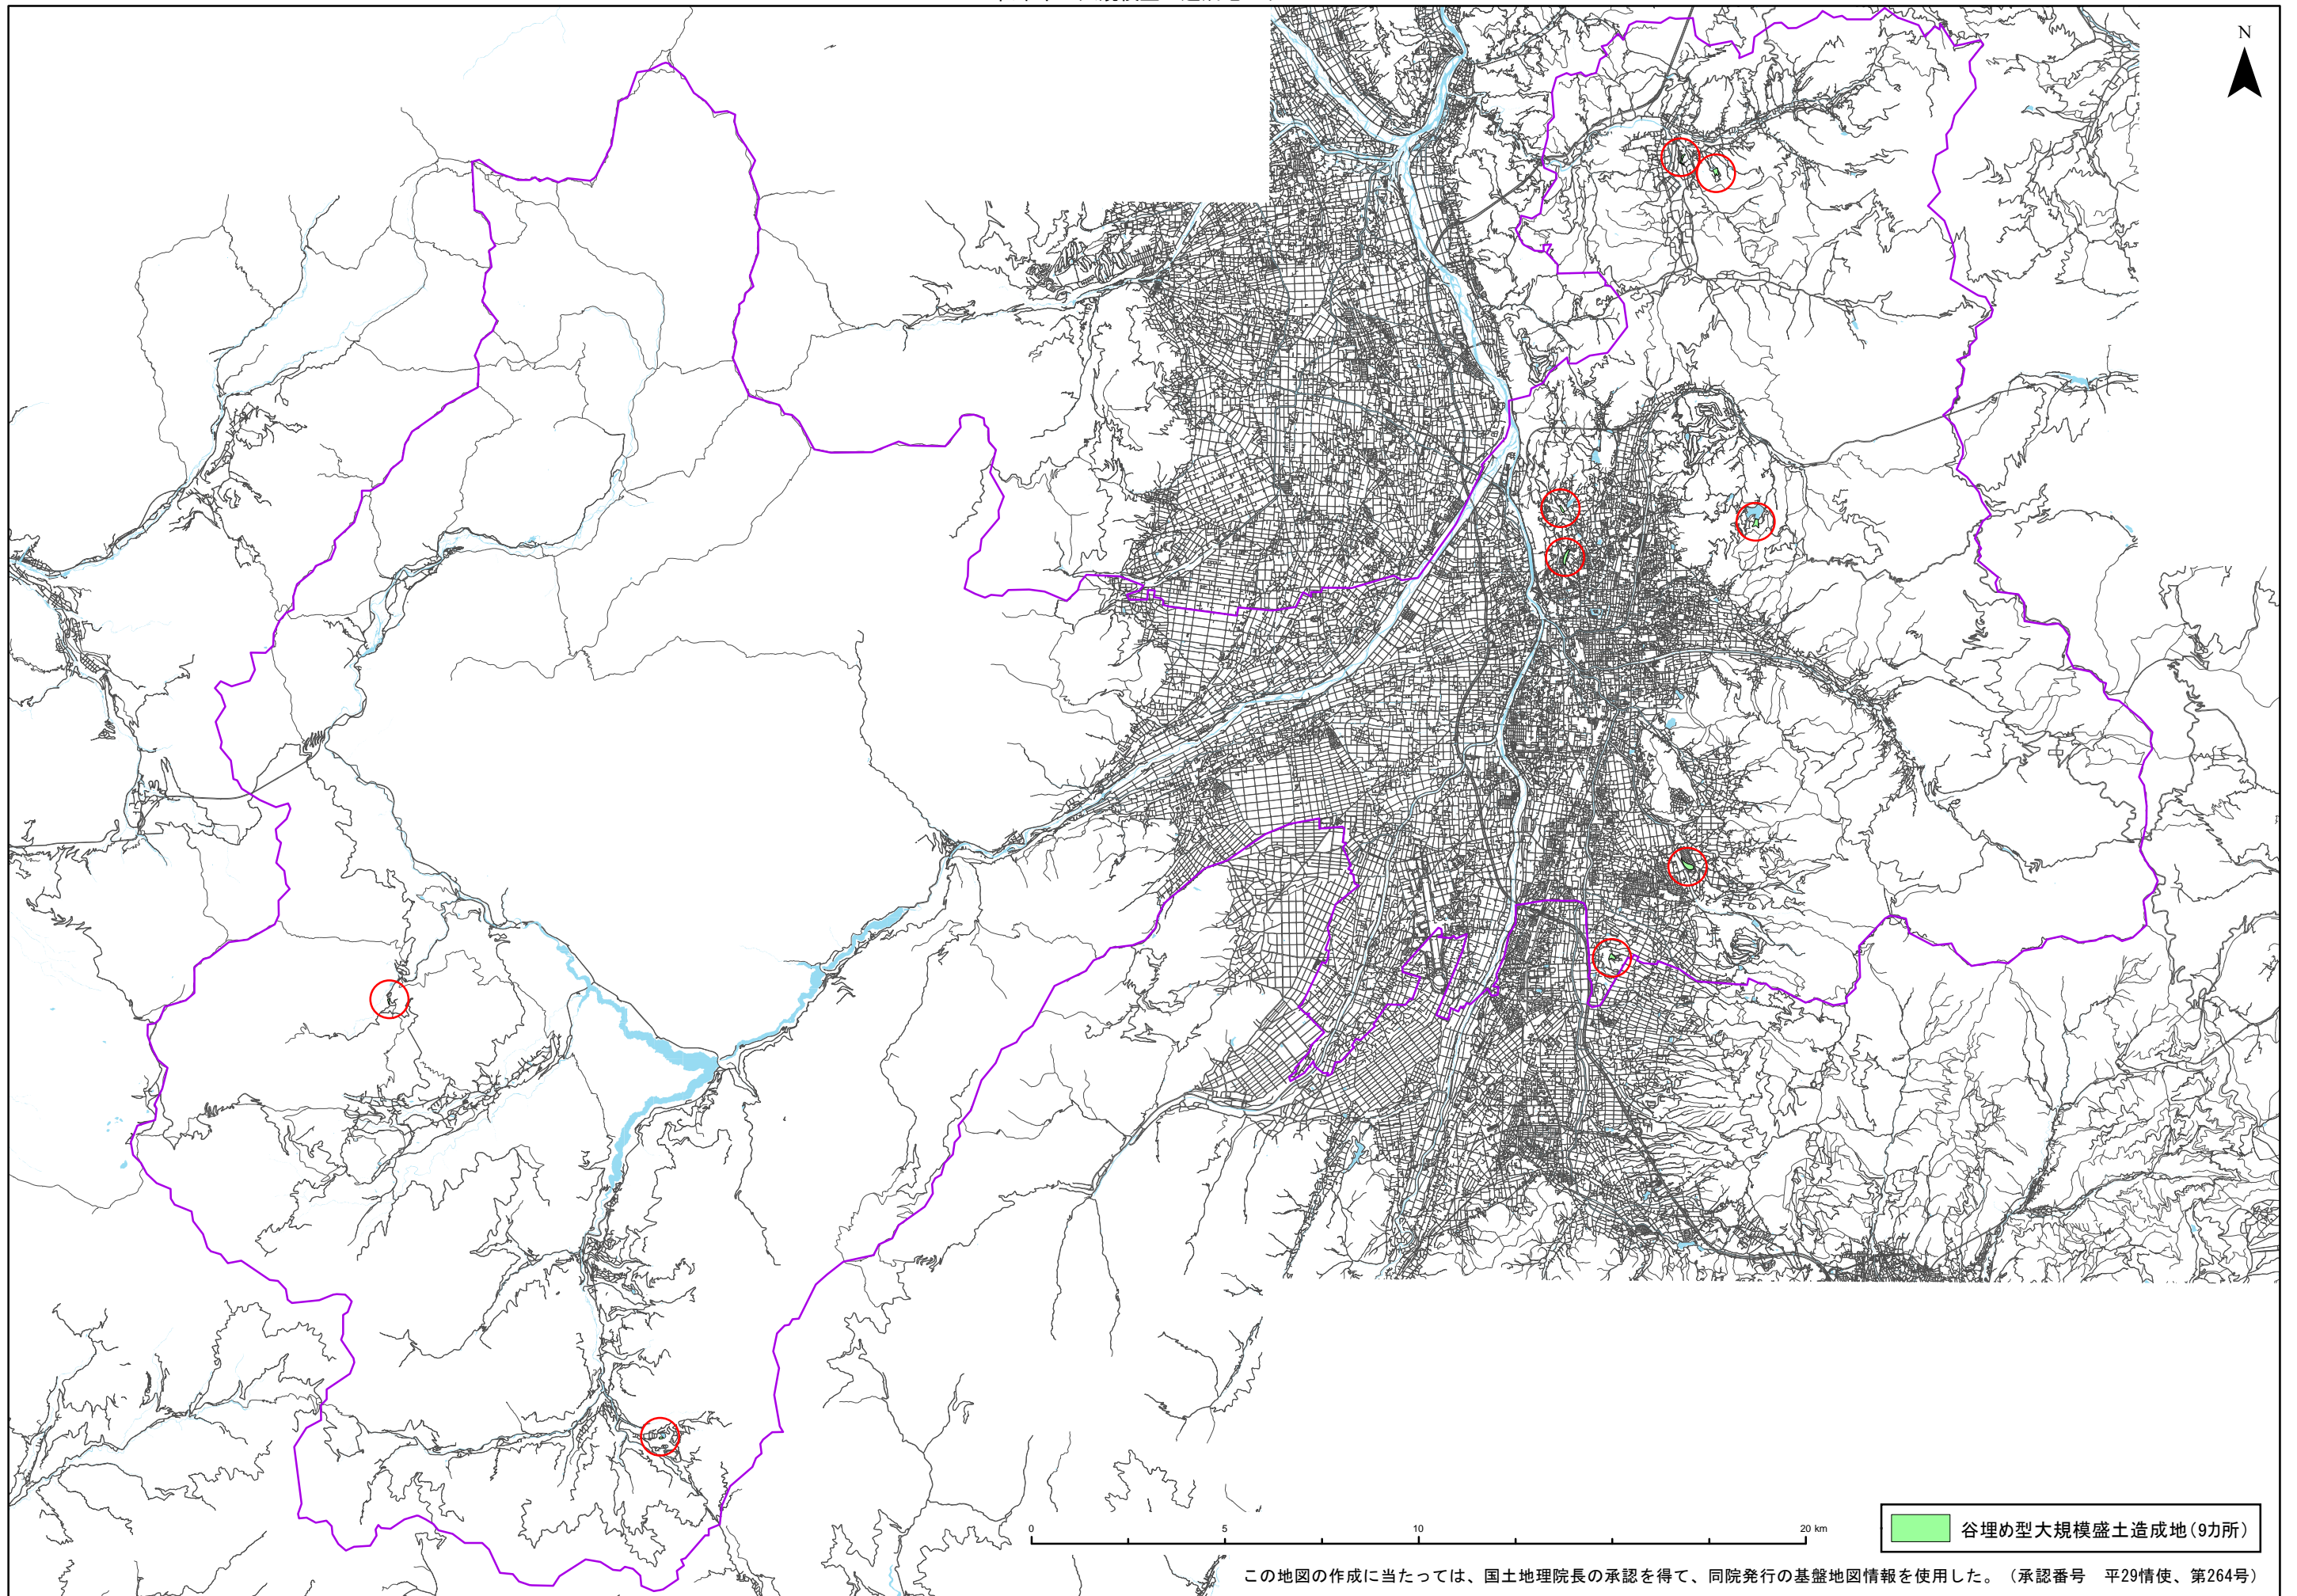 N
0 5 10 20 km
谷埋め型大規模盛土造成地(9カ所)
この地図の作成に当たっては、国土地理院長の承認を得て、同院発行の基盤地図情報を使用した。（承認番号　平29情使、第264号）